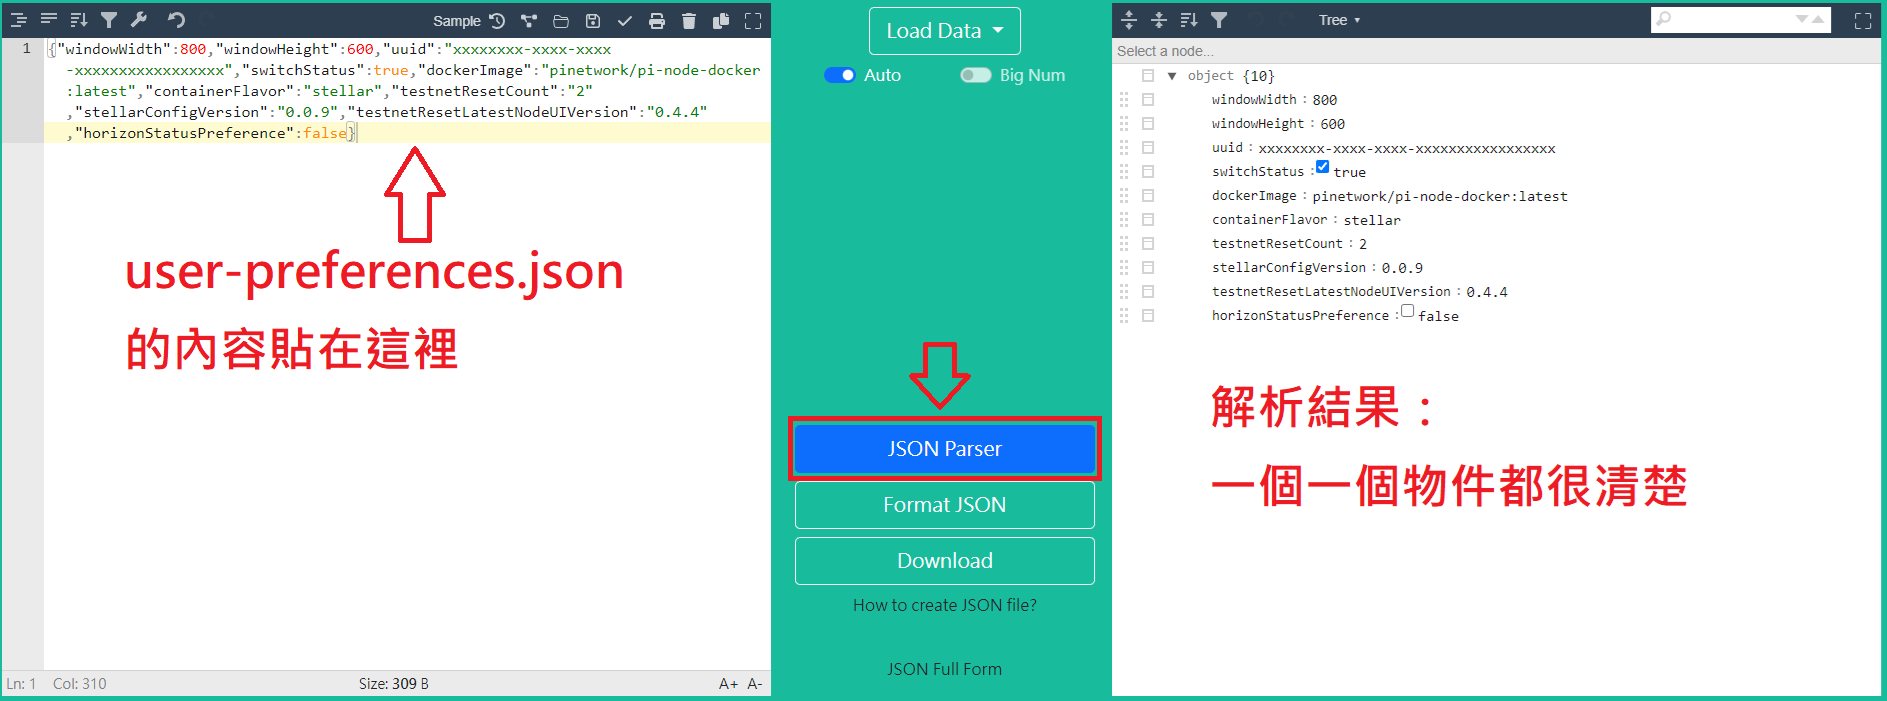 Sample
1
{"windowWidth":800,"windowHeight":600,"uuid":"xxxxxxxx-xxxx-xxxx
-xxxxxxxxxxxxxxxxx","switchStatus":true,"dockerImage":"pinetwork/pi-node-docker
:latest","containerFlavor":"stellar","testnetResetCount":"2"
,"stellarConfigVersion":"0.0.9","testnetResetLatestNodeUIVersion":"0.4.4"
,"horizonStatusPreference":false}
user-preferences.json
的內容貼在這裡
Ln: 1 Col: 310
Size: 309 B
A+ A-
Load Data
Auto
Big Num
JSON Parser
Format JSON
Download
How to create JSON file?
JSON Full Form
Tree
Select a node...
object {10}
windowWidth : 800
windowHeight : 600
uuid : xxxxxxxx-xxxx-xxxx-xxxxxxxxxxxxxxxxx
switchStatus : true
dockerImage : pinetwork/pi-node-docker:latest
containerFlavor : stellar
testnetResetCount : 2
stellarConfigVersion : 0.0.9
testnetResetLatestNodeUIVersion : 0.4.4
horizonStatusPreference : false
解析結果：
一個一個物件都很清楚